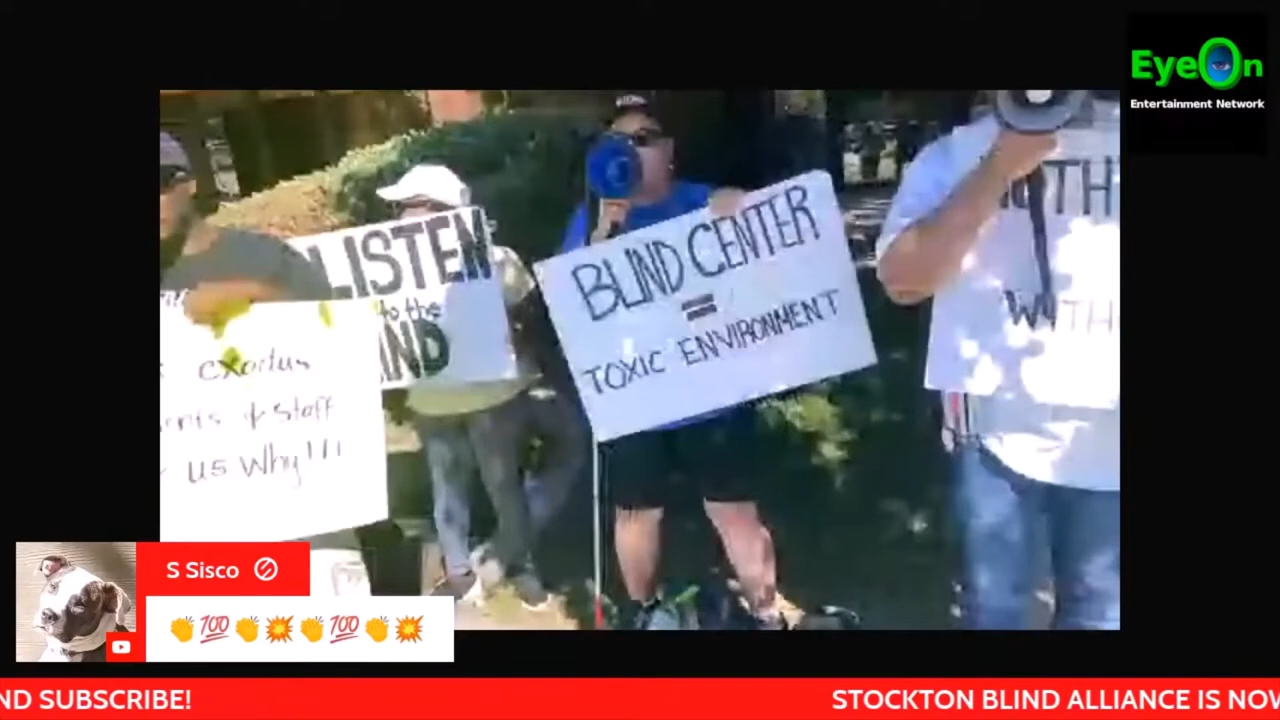 EyeOn
Entertainment Network
LISTEN
to the
BLIND CENTER
=
TOXIC ENVIRONMENT
WITH
exodus
& Staff
us Why!!!
S Sisco
👏💯👏💥👏💯👏💥
ND SUBSCRIBE!
STOCKTON BLIND ALLIANCE IS NOW